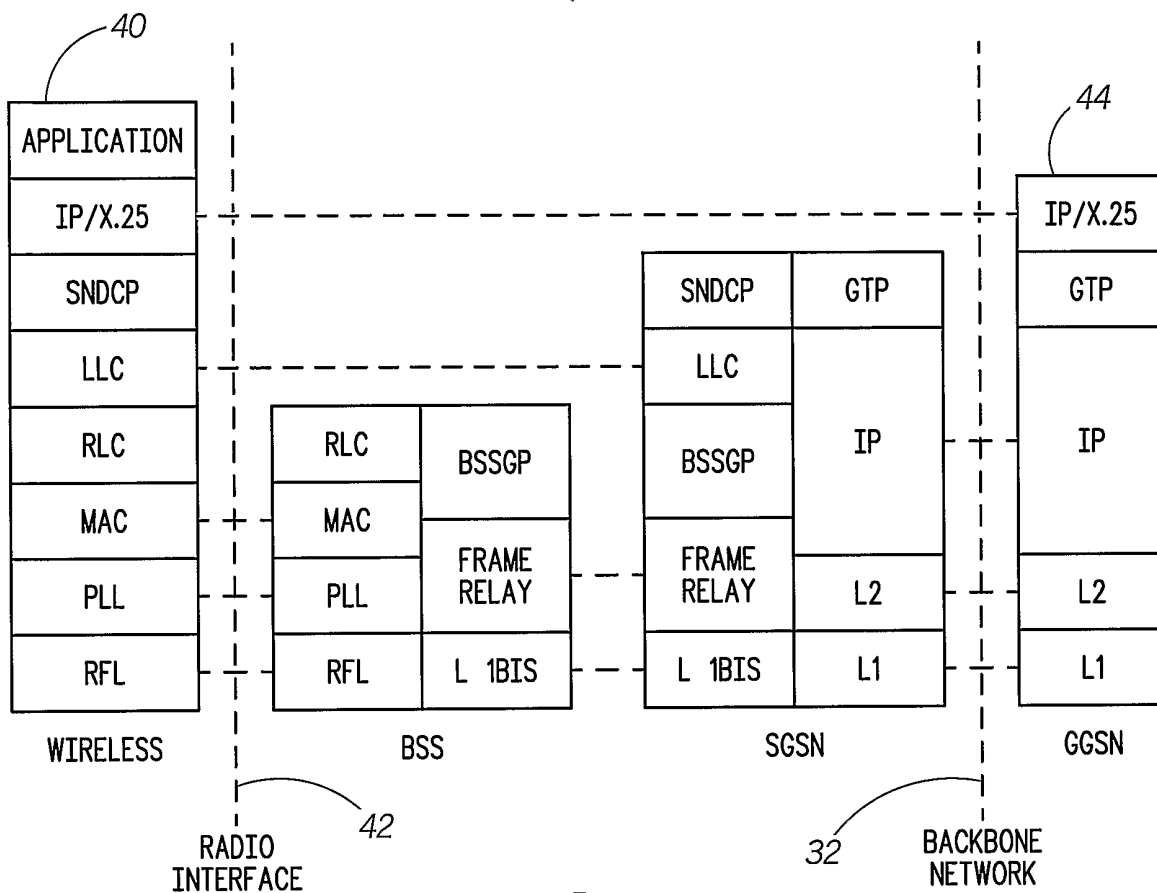 40
APPLICATION
IP/X.25
SNDCP
LLC
RLC
MAC
PLL
RFL
WIRELESS
RADIO
INTERFACE
42
RLC
MAC
PLL
RFL
BSSGP
FRAME
RELAY
L 1BIS
BSS
SNDCP
LLC
BSSGP
FRAME
RELAY
L 1BIS
GTP
IP
L2
L1
SGSN
32
BACKBONE
NETWORK
44
IP/X.25
GTP
IP
L2
L1
GGSN